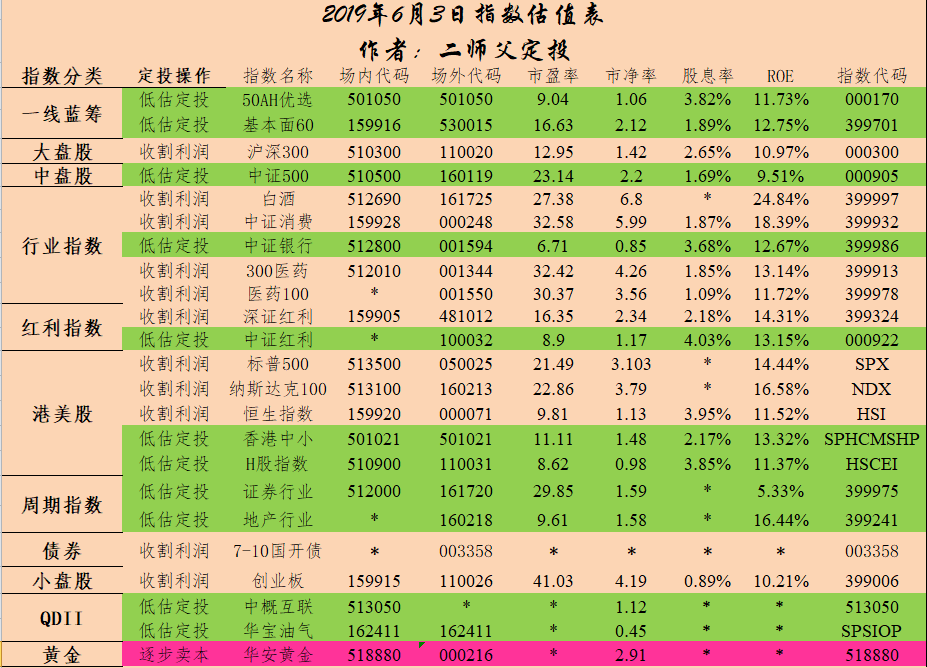 2019年6月3日指数估值表
作者：二师父定投
指数分类 定投操作 指数名称 场内代码 场外代码 市盈率 市净率 股息率 ROE 指数代码
一线蓝筹 低估定投 50AH优选 501050 501050 9.04 1.06 3.82% 11.73% 000170
低估定投 基本面60 159916 530015 16.63 2.12 1.89% 12.75% 399701
大盘股 收割利润 沪深300 510300 110020 12.95 1.42 2.65% 10.97% 000300
中盘股 低估定投 中证500 510500 160119 23.14 2.2 1.69% 9.51% 000905
行业指数 收割利润 白酒 512690 161725 27.38 6.8 * 24.84% 399997
收割利润 中证消费 159928 000248 32.58 5.99 1.87% 18.39% 399932
低估定投 中证银行 512800 001594 6.71 0.85 3.68% 12.67% 399986
收割利润 300医药 512010 001344 32.42 4.26 1.85% 13.14% 399913
收割利润 医药100 * 001550 30.37 3.56 1.09% 11.72% 399978
红利指数 收割利润 深证红利 159905 481012 16.35 2.34 2.18% 14.31% 399324
低估定投 中证红利 * 100032 8.9 1.17 4.03% 13.15% 000922
港美股 收割利润 标普500 513500 050025 21.49 3.103 * 14.44% SPX
收割利润 纳斯达克100 513100 160213 22.86 3.79 * 16.58% NDX
收割利润 恒生指数 159920 000071 9.81 1.13 3.95% 11.52% HSI
低估定投 香港中小 501021 501021 11.11 1.48 2.17% 13.32% SPHCMSHP
低估定投 H股指数 510900 110031 8.62 0.98 3.85% 11.37% HSCEI
周期指数 低估定投 证券行业 512000 161720 29.85 1.59 * 5.33% 399975
低估定投 地产行业 * 160218 9.61 1.58 * 16.44% 399241
债券 收割利润 7-10国开债 * 003358 * * * * 003358
小盘股 收割利润 创业板 159915 110026 41.03 4.19 0.89% 10.21% 399006
QDII 低估定投 中概互联 513050 * * 1.12 * * 513050
低估定投 华宝油气 162411 162411 * 0.45 * * SPSIOP
黄金 逐步卖本 华安黄金 518880 000216 * 2.91 * * 518880